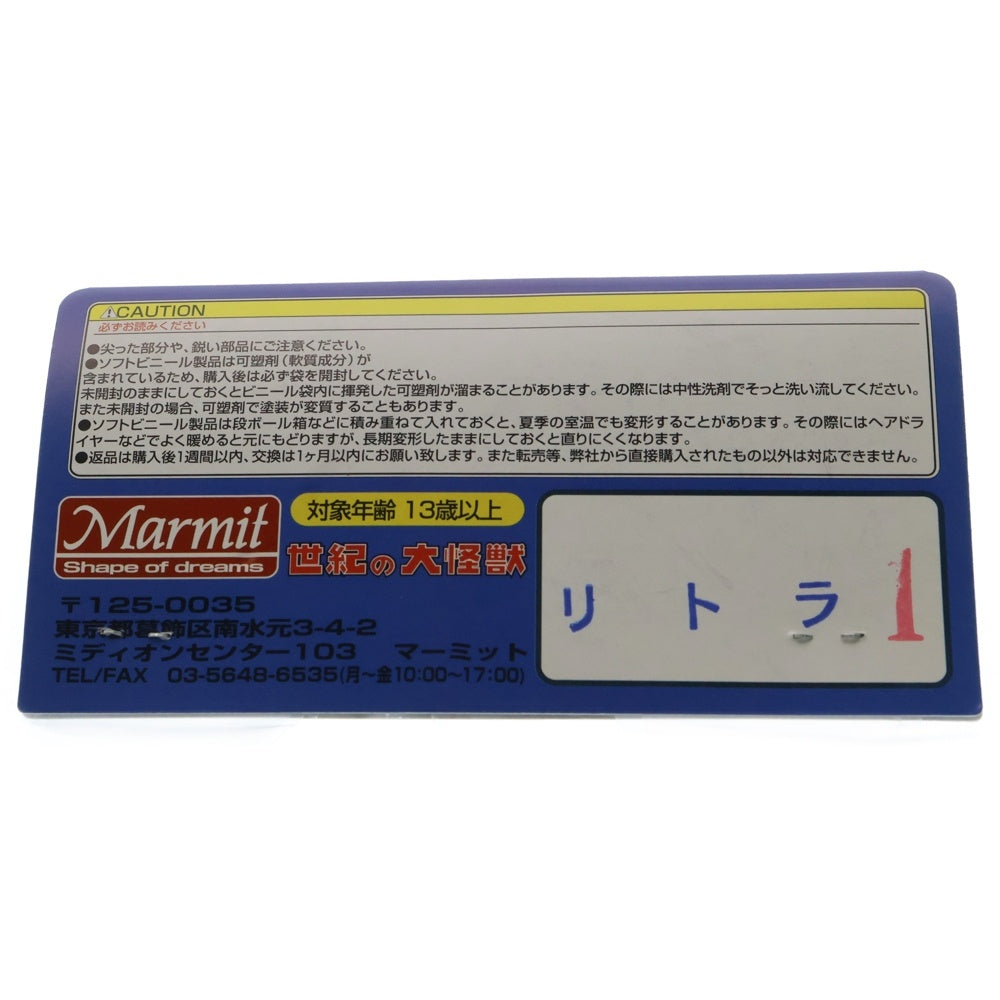 ⚠CAUTION
必ずお読みください
●尖った部分や、鋭い部品にご注意ください。
●ソフトビニール製品は可塑剤(軟質成分)が
含まれているため、購入後は必ず袋を開封してください。
未開封のままにしておくとビニール袋内に揮発した可塑剤が溜まることがあります。その際には中性洗剤でそっと洗い流してください。
また未開封の場合、可塑剤で塗装が変質することもあります。
●ソフトビニール製品は段ボール箱などに積み重ねて入れておくと、夏季の室温でも変形することがあります。その際にはヘアドラ
イヤーなどでよく暖めると元にもどりますが、長期変形したままにしておくと直りにくくなります。
●返品は購入後1週間以内、交換は1ヶ月以内にお願い致します。また転売等、弊社から直接購入されたもの以外は対応できません。
Marmit
Shape of dreams
対象年齢 13歳以上
世紀の大怪獣
〒125-0035
東京都葛飾区南水元3-4-2
ミディオンセンター103 マーミット
TEL/FAX 03-5648-6535(月〜金10:00〜17:00)
リトラ 1